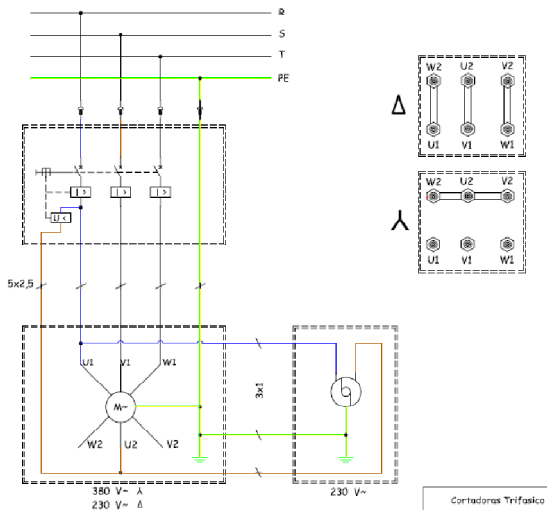 R
S
T
PE
W2 U2 V2
Δ
U1 V1 W1
W2 U2 V2
U1 V1 W1
I > I > I >
U <
5x2,5
U1 V1 W1
M~
W2 U2 V2
3x1
380 V~ ⅄
230 V~ Δ
230 V~
Cortadoras Trifasico